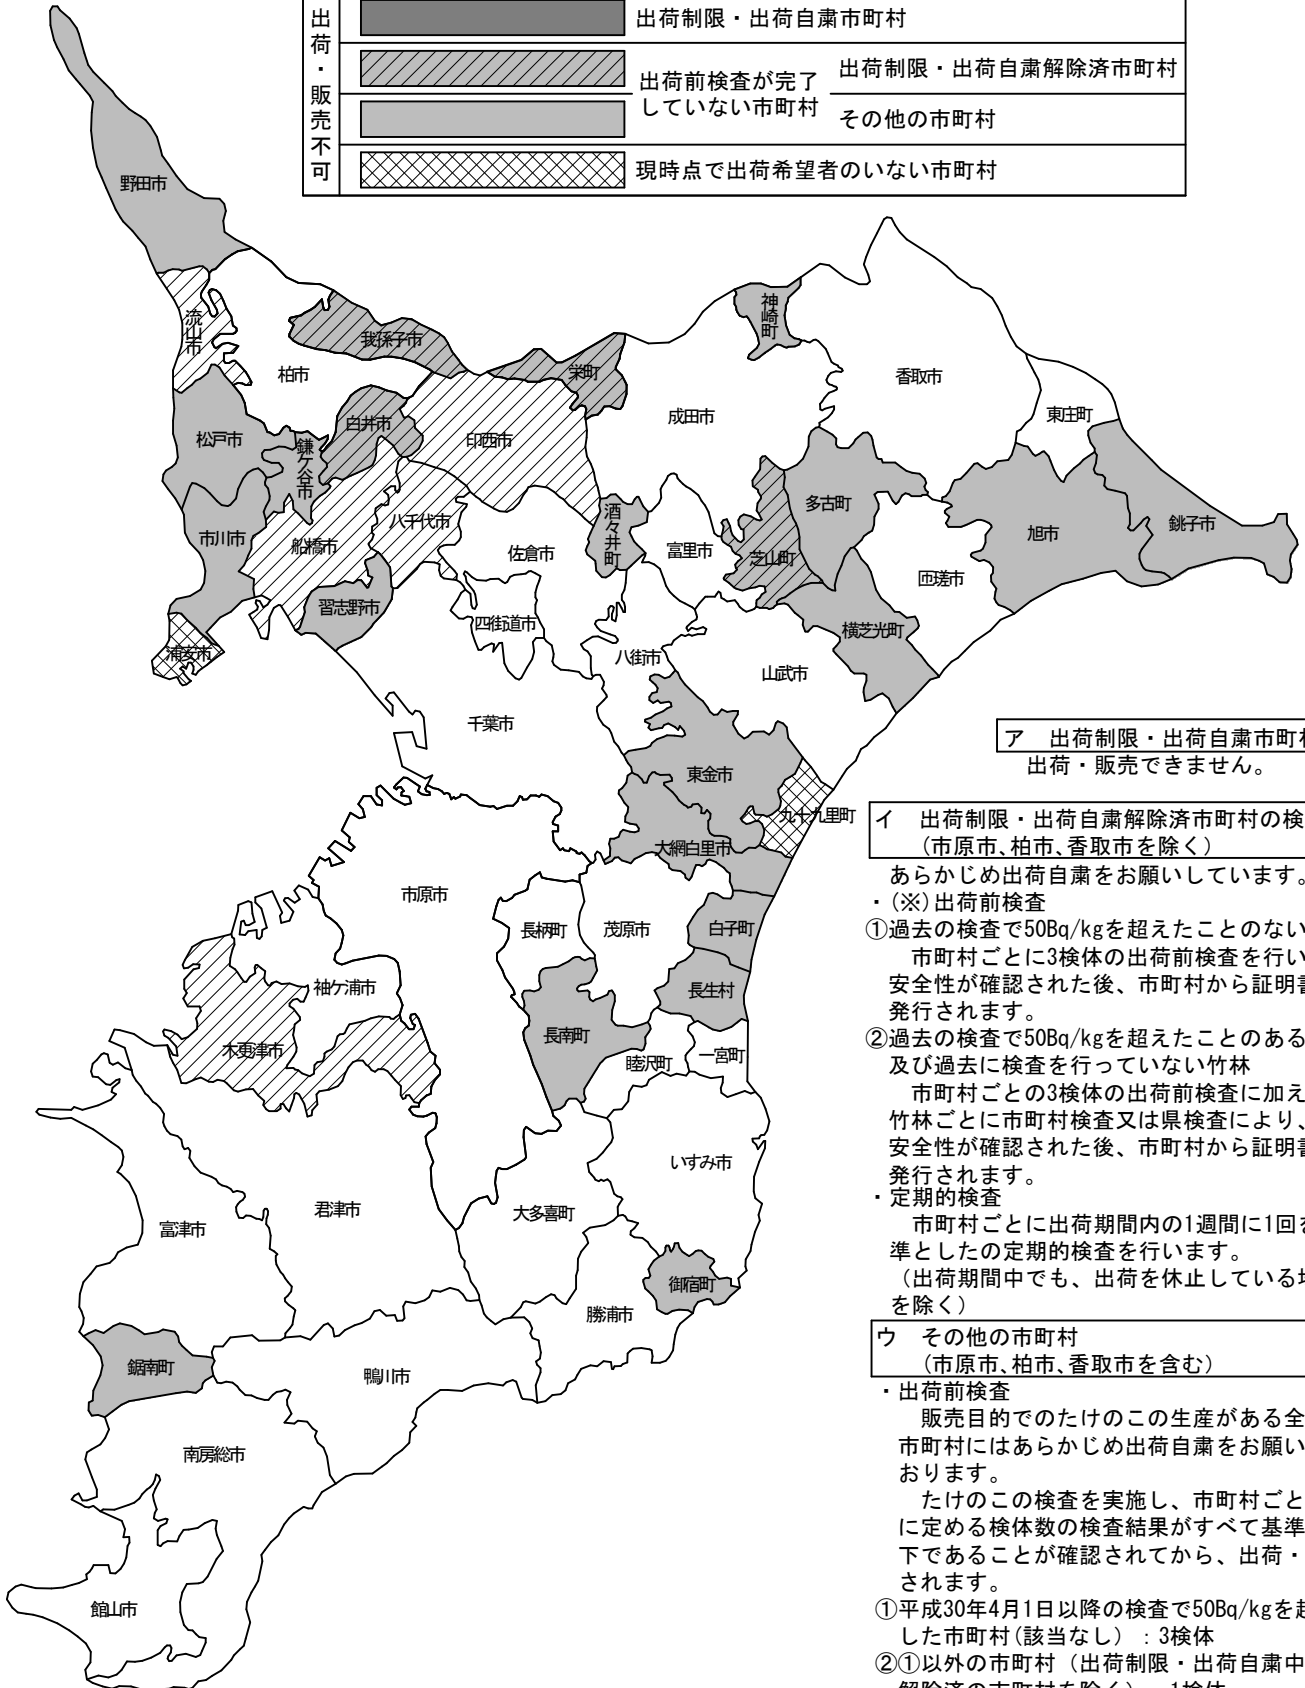 出荷・販売不可
出荷制限・出荷自粛市町村
出荷前検査が完了
していない市町村
出荷制限・出荷自粛解除済市町村
その他の市町村
現時点で出荷希望者のいない市町村
野田市
流山市
柏市
我孫子市
栄町
神崎町
成田市
香取市
東庄町
松戸市
鎌ケ谷市
白井市
印西市
市川市
船橋市
八千代市
佐倉市
酒々井町
富里市
芝山町
多古町
匝瑳市
旭市
銚子市
浦安市
習志野市
四街道市
八街市
山武市
横芝光町
千葉市
東金市
九十九里町
大網白里市
市原市
長柄町
茂原市
白子町
長生村
袖ケ浦市
木更津市
長南町
睦沢町
一宮町
いすみ市
富津市
君津市
大多喜町
御宿町
勝浦市
鋸南町
鴨川市
南房総市
館山市
ア　出荷制限・出荷自粛市町村
出荷・販売できません。
イ　出荷制限・出荷自粛解除済市町村の検
（市原市、柏市、香取市を除く）
あらかじめ出荷自粛をお願いしています。
・(※)出荷前検査
①過去の検査で50Bq/kgを超えたことのない
市町村ごとに3検体の出荷前検査を行い
安全性が確認された後、市町村から証明書
発行されます。
②過去の検査で50Bq/kgを超えたことのある
及び過去に検査を行っていない竹林
市町村ごとの3検体の出荷前検査に加え
竹林ごとに市町村検査又は県検査により、
安全性が確認された後、市町村から証明書
発行されます。
・定期的検査
市町村ごとに出荷期間内の1週間に1回を
準としたの定期的検査を行います。
（出荷期間中でも、出荷を休止している場
を除く）
ウ　その他の市町村
（市原市、柏市、香取市を含む）
・出荷前検査
販売目的でのたけのこの生産がある全
市町村にはあらかじめ出荷自粛をお願い
おります。
たけのこの検査を実施し、市町村ごと
に定める検体数の検査結果がすべて基準
下であることが確認されてから、出荷・
されます。
①平成30年4月1日以降の検査で50Bq/kgを超
した市町村(該当なし）：3検体
②①以外の市町村（出荷制限・出荷自粛中
解除済の市町村を除く）：1検体